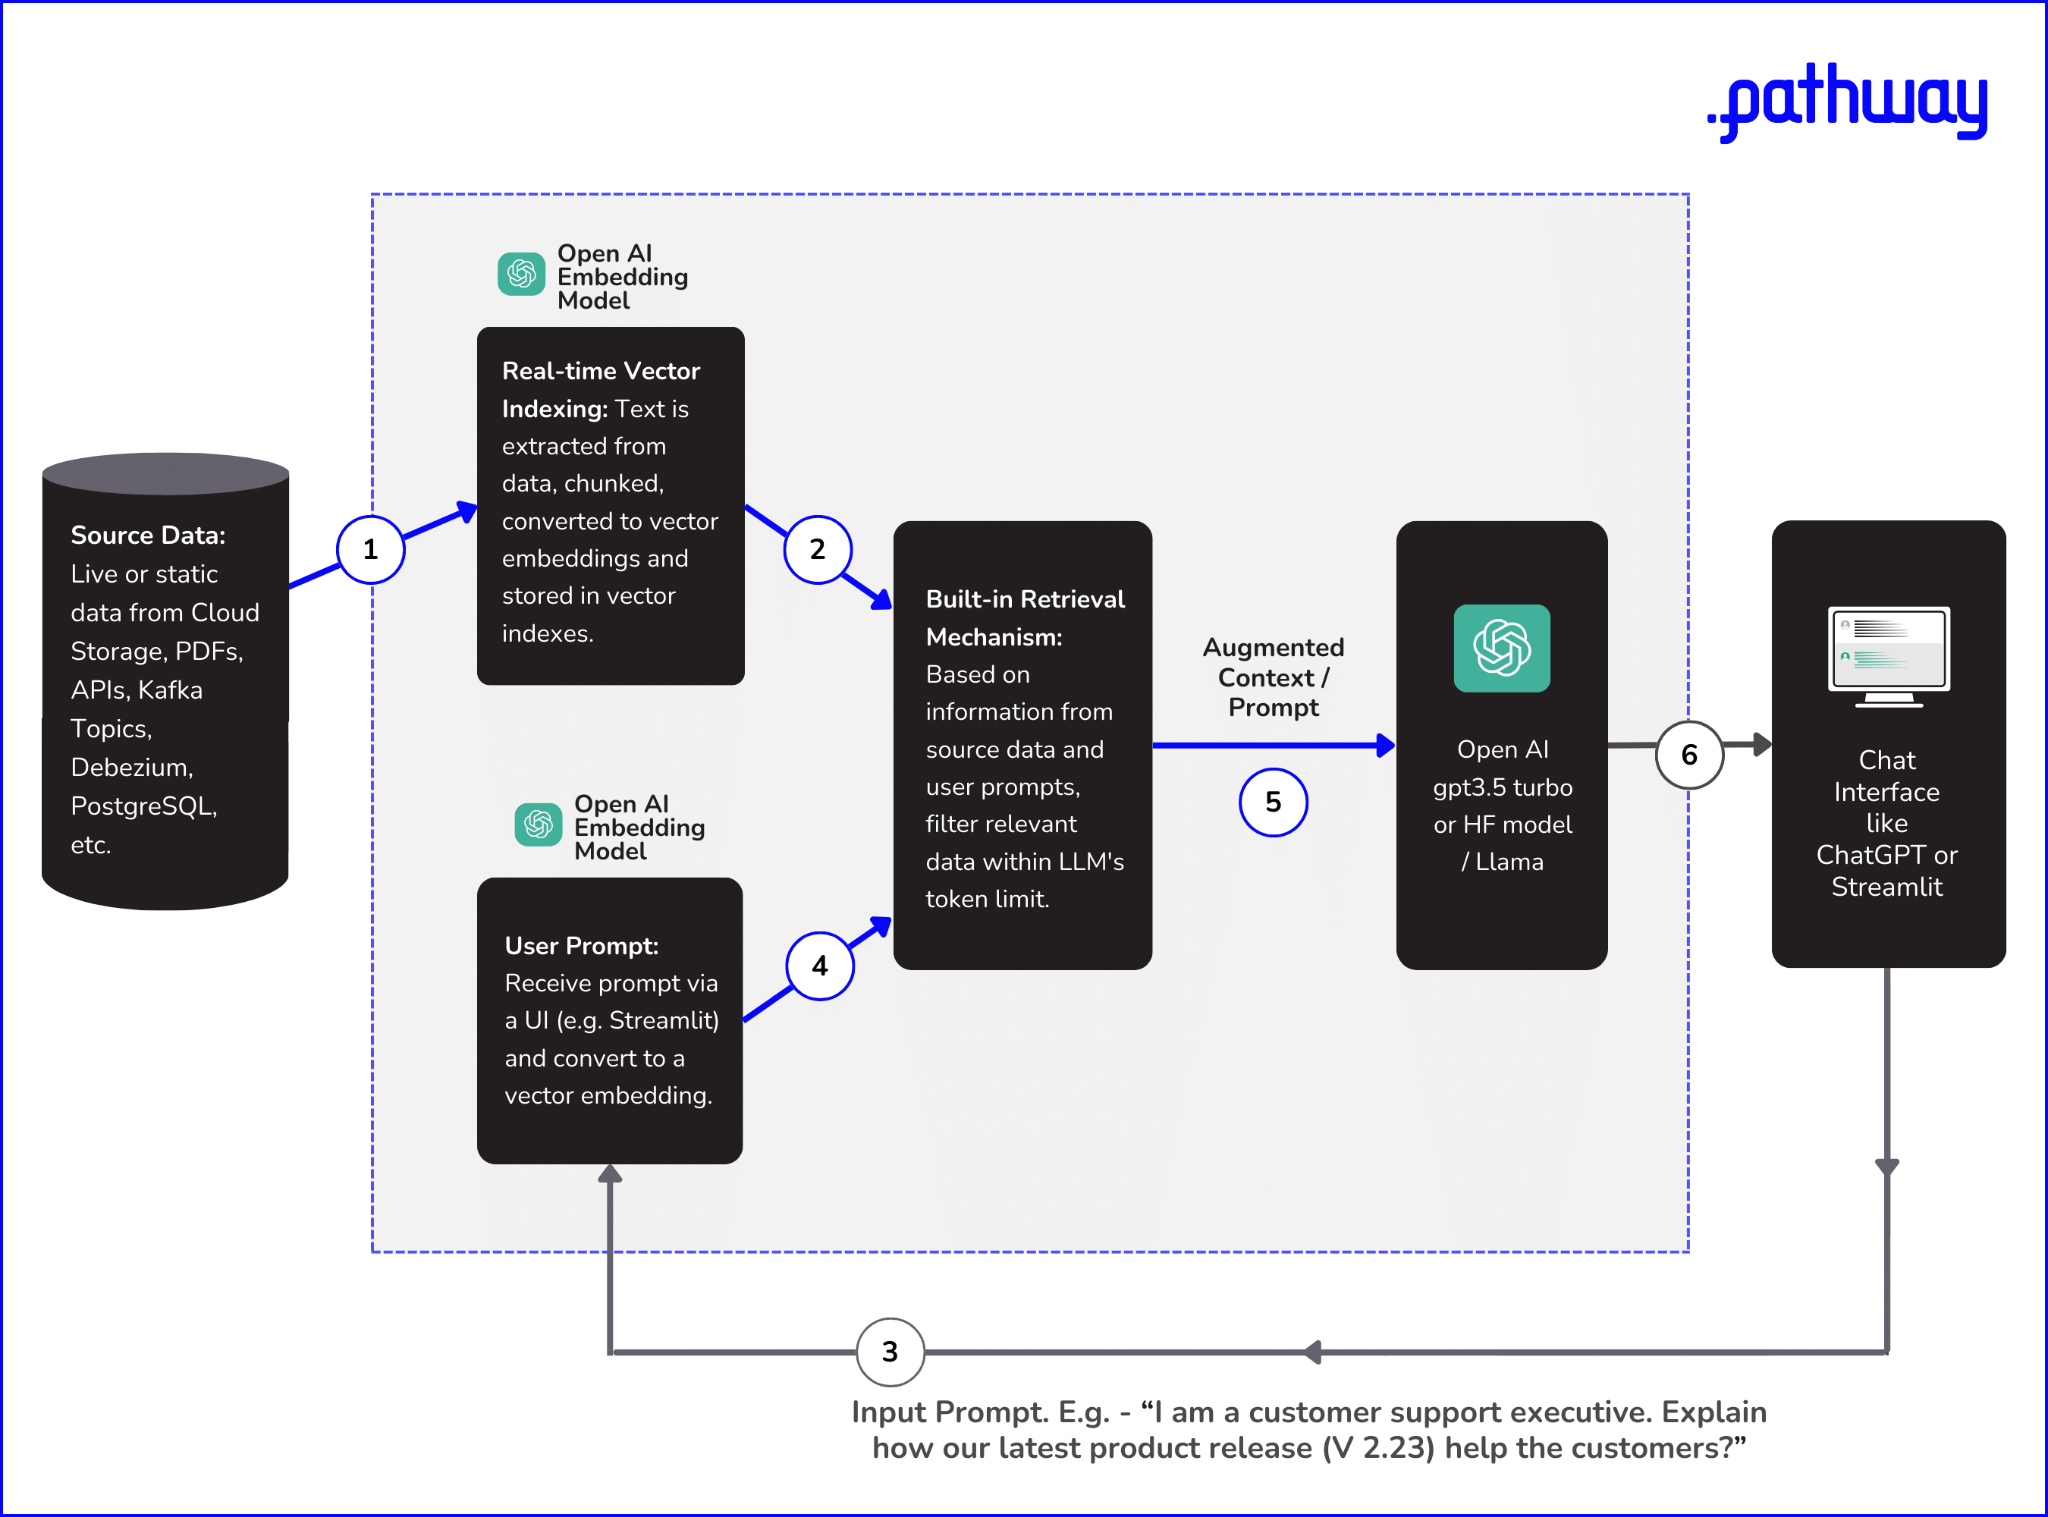 pathway
Open AI
Embedding
Model
Real-time Vector
Indexing: Text is
extracted from
data, chunked,
converted to vector
embeddings and
stored in vector
indexes.
Source Data:
Live or static
data from Cloud
Storage, PDFs,
APIs, Kafka
Topics,
Debezium,
PostgreSQL,
etc.
1
2
Open AI
Embedding
Model
User Prompt:
Receive prompt via
a UI (e.g. Streamlit)
and convert to a
vector embedding.
4
Built-in Retrieval
Mechanism:
Based on
information from
source data and
user prompts,
filter relevant
data within LLM's
token limit.
Augmented
Context /
Prompt
5
Open AI
gpt3.5 turbo
or HF model
/ Llama
6
Chat
Interface
like
ChatGPT or
Streamlit
3
Input Prompt. E.g. - “I am a customer support executive. Explain
how our latest product release (V 2.23) help the customers?”